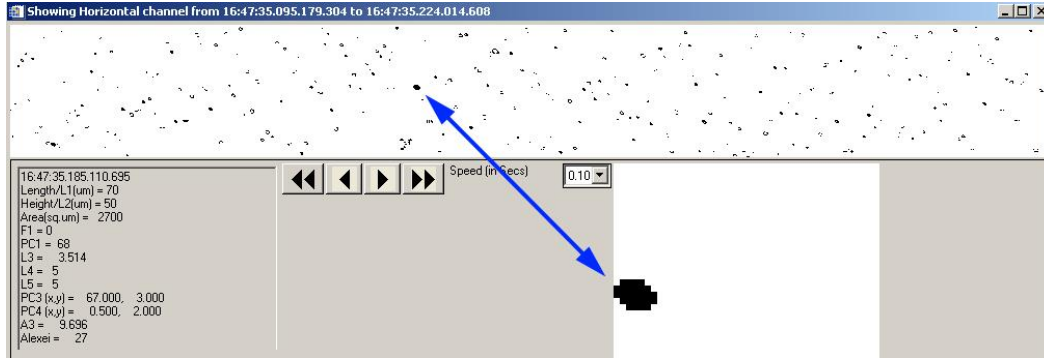 Showing Horizontal channel from 16:47:35.095.179.304 to 16:47:35.224.014.608
16:47:35.185.110.695
Length/L1(um) = 70
Height/L2(um) = 50
Area(sq.um) = 2700
F1 = 0
PC1 = 68
L3 = 3.514
L4 = 5
L5 = 5
PC3 (x,y) = 67.000, 3.000
PC4 (x,y) = 0.500, 2.000
A3 = 9.696
Alexei = 27
Speed (in Secs)
0.10